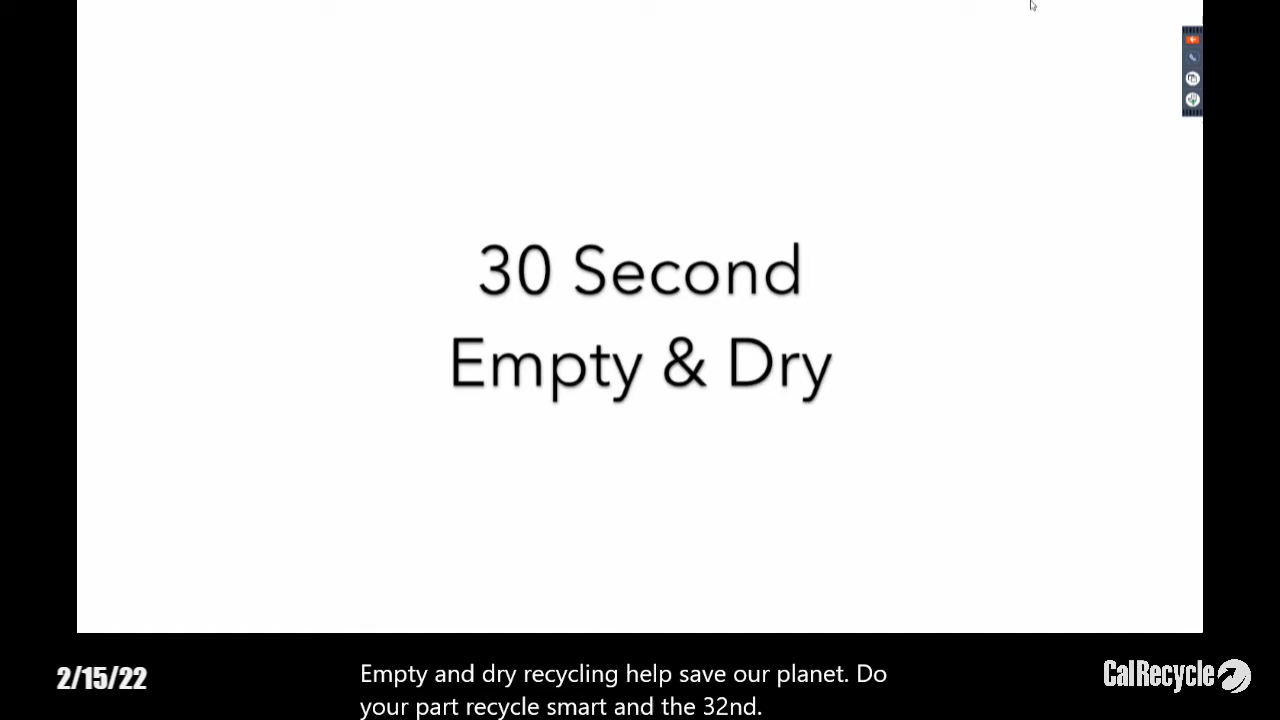 30 Second
Empty & Dry
2/15/22
Empty and dry recycling help save our planet. Do
your part recycle smart and the 32nd.
CalRecycle